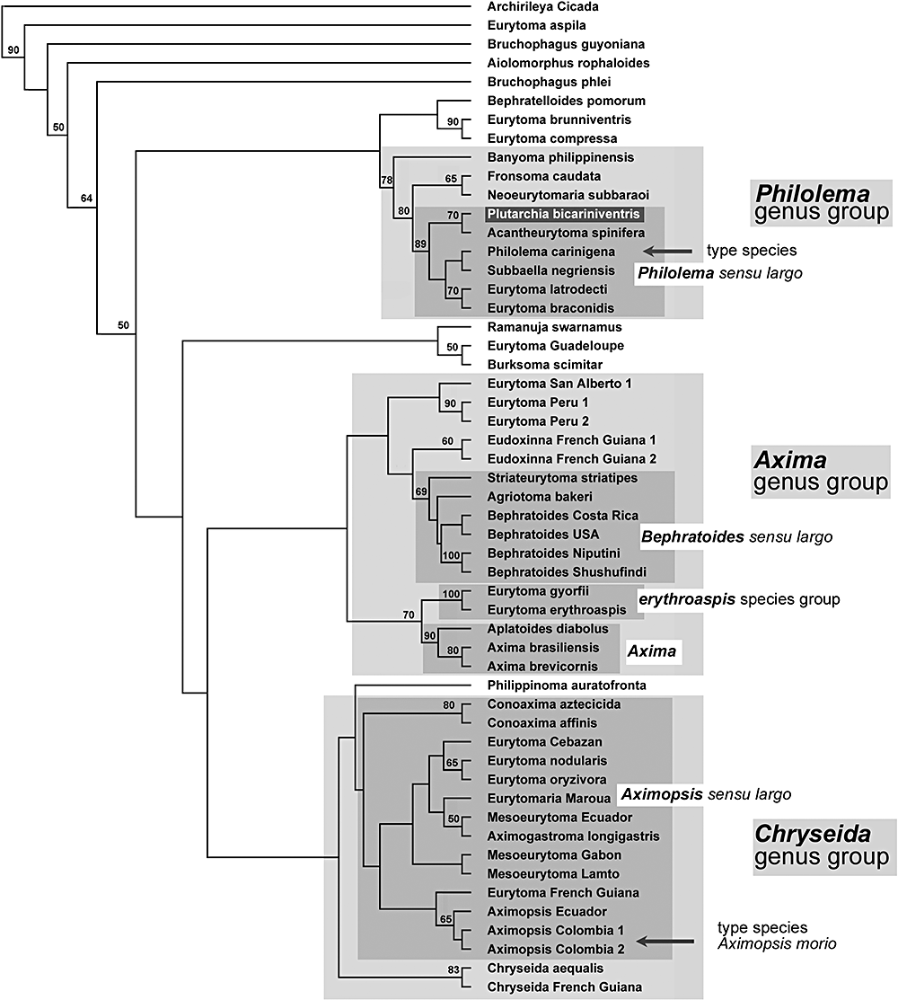 Archirileya Cicada
Eurytoma aspila
90
Bruchophagus guyoniana
Aiolomorphus rophaloides
Bruchophagus phlei
Bephratelloides pomorum
50
90 Eurytoma brunniventris
Eurytoma compressa
Banyoma philippinensis
78
65 Fronsoma caudata
Neoeurytomaria subbaraoi
Philolema
genus group
64
80
70 Plutarchia bicariniventris
Acantheurytoma spinifera
89
Philolema carinigena
type species
Subbaella negriensis
Philolema sensu largo
70 Eurytoma latrodecti
Eurytoma braconidis
50
Ramanuja swarnamus
50 Eurytoma Guadeloupe
Burksoma scimitar
Eurytoma San Alberto 1
90 Eurytoma Peru 1
Eurytoma Peru 2
60 Eudoxinna French Guiana 1
Eudoxinna French Guiana 2
Axima
genus group
Striateurytoma striatipes
69
Agriotoma bakeri
Bephratoides Costa Rica
Bephratoides USA
Bephratoides sensu largo
100 Bephratoides Niputini
Bephratoides Shushufindi
100 Eurytoma gyorfii
erythroaspis species group
Eurytoma erythroaspis
70
Aplatoides diabolus
90
80 Axima brasiliensis
Axima
Axima brevicornis
Philippinoma auratofronta
80 Conoaxima aztecicida
Conoaxima affinis
Eurytoma Cebazan
65 Eurytoma nodularis
Eurytoma oryzivora
Eurytomaria Maroua
Aximopsis sensu largo
50 Mesoeurytoma Ecuador
Aximogastroma longigastris
Chryseida
genus group
Mesoeurytoma Gabon
Mesoeurytoma Lamto
Eurytoma French Guiana
Aximopsis Ecuador
65
Aximopsis Colombia 1
type species
Aximopsis morio
Aximopsis Colombia 2
83 Chryseida aequalis
Chryseida French Guiana